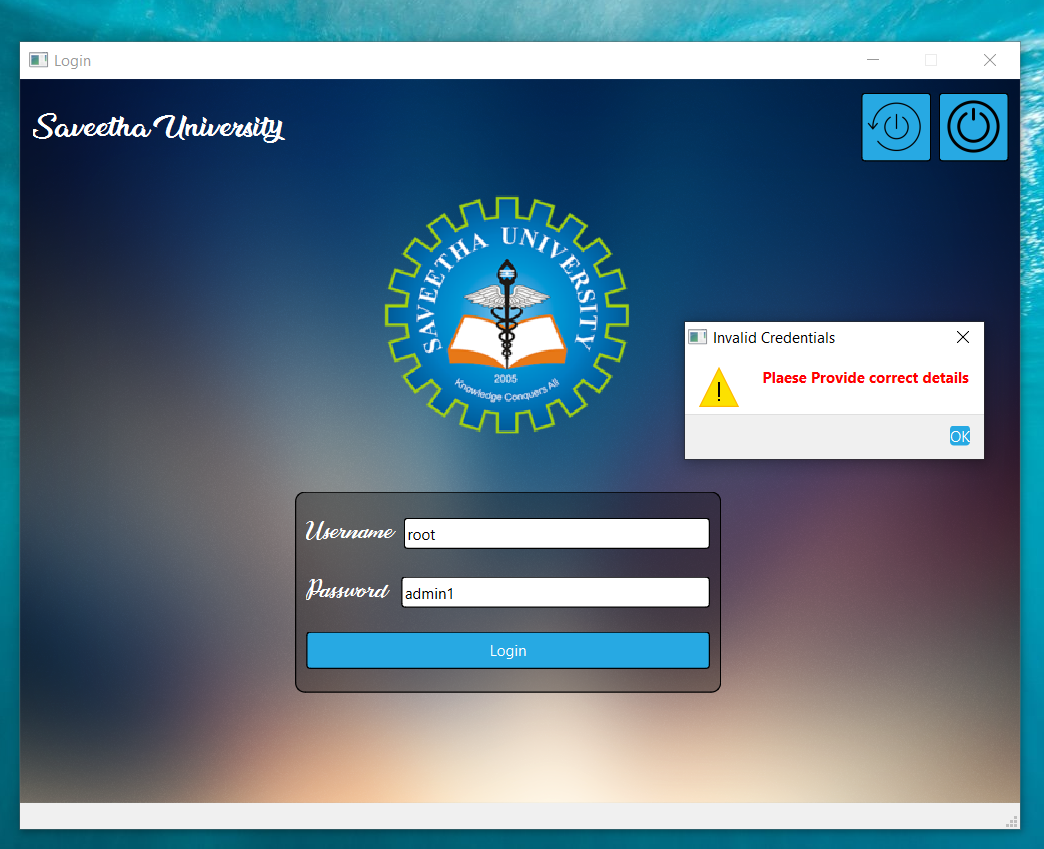 Login
Saveetha University
SAVEETHA UNIVERSITY
2005
Knowledge Conquers All
Invalid Credentials
!
Plaese Provide correct details
OK
Username root
Password admin1
Login